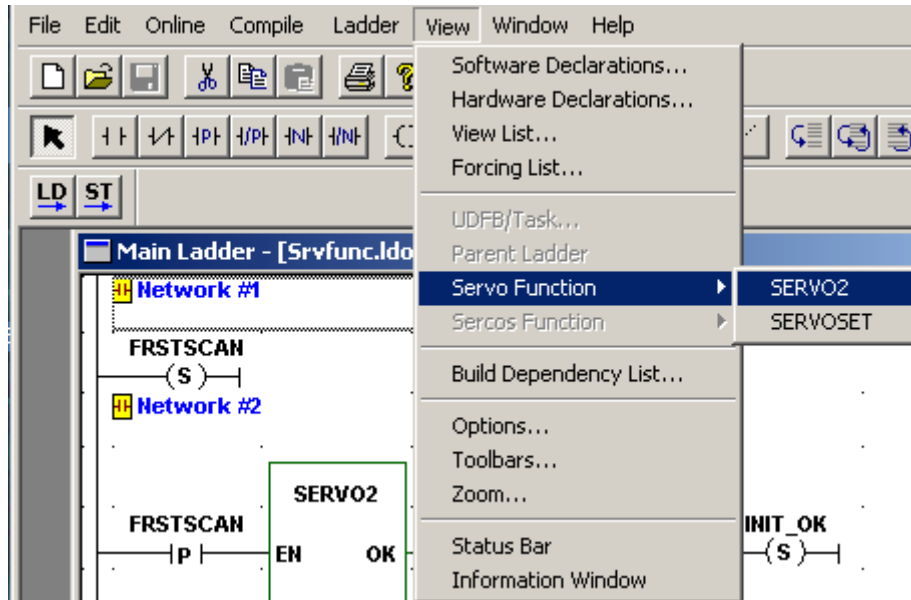 File Edit Online Compile Ladder View Window Help
LD ST
Main Ladder - [Srvfunc.ldo
Network #1
FRSTSCAN
(S)
Network #2
SERVO2
FRSTSCAN
P
EN OK
INIT_OK
(S)
Software Declarations...
Hardware Declarations...
View List...
Forcing List...
UDFB/Task...
Parent Ladder
Servo Function
Sercos Function
Build Dependency List...
Options...
Toolbars...
Zoom...
Status Bar
Information Window
SERVO2
SERVOSET